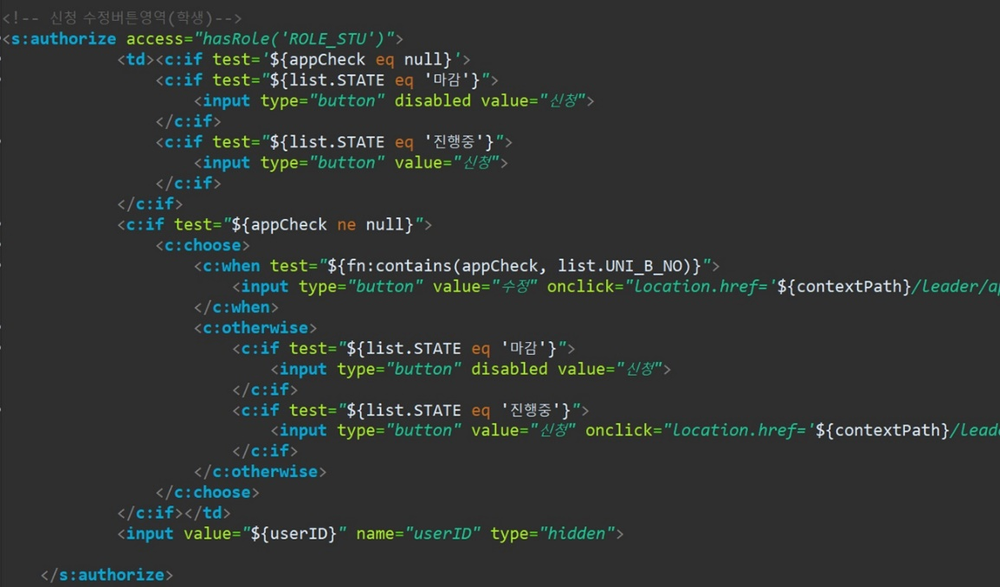 <!-- 신청 수정버튼영역(학생)-->
<s:authorize access="hasRole('ROLE_STU')">
<td><c:if test='${appCheck eq null}'>
<c:if test="${list.STATE eq '마감'}">
<input type="button" disabled value="신청">
</c:if>
<c:if test="${list.STATE eq '진행중'}">
<input type="button" value="신청">
</c:if>
</c:if>
<c:if test="${appCheck ne null}">
<c:choose>
<c:when test="${fn:contains(appCheck, list.UNI_B_NO)}">
<input type="button" value="수정" onclick="location.href='${contextPath}/leader/ap
</c:when>
<c:otherwise>
<c:if test="${list.STATE eq '마감'}">
<input type="button" disabled value="신청">
</c:if>
<c:if test="${list.STATE eq '진행중'}">
<input type="button" value="신청" onclick="location.href='${contextPath}/leade
</c:if>
</c:otherwise>
</c:choose>
</c:if></td>
<input value="${userID}" name="userID" type="hidden">
</s:authorize>